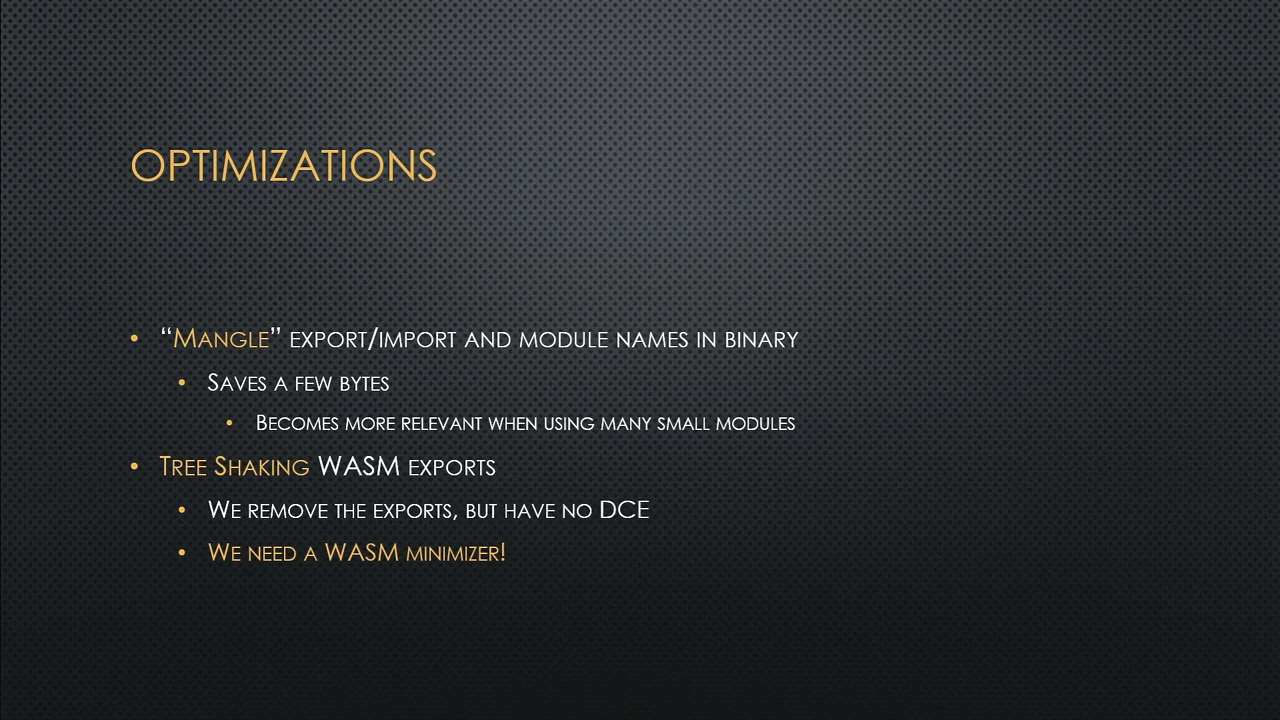 OPTIMIZATIONS
• “MANGLE” EXPORT/IMPORT AND MODULE NAMES IN BINARY
• SAVES A FEW BYTES
• BECOMES MORE RELEVANT WHEN USING MANY SMALL MODULES
• TREE SHAKING WASM EXPORTS
• WE REMOVE THE EXPORTS, BUT HAVE NO DCE
• WE NEED A WASM MINIMIZER!